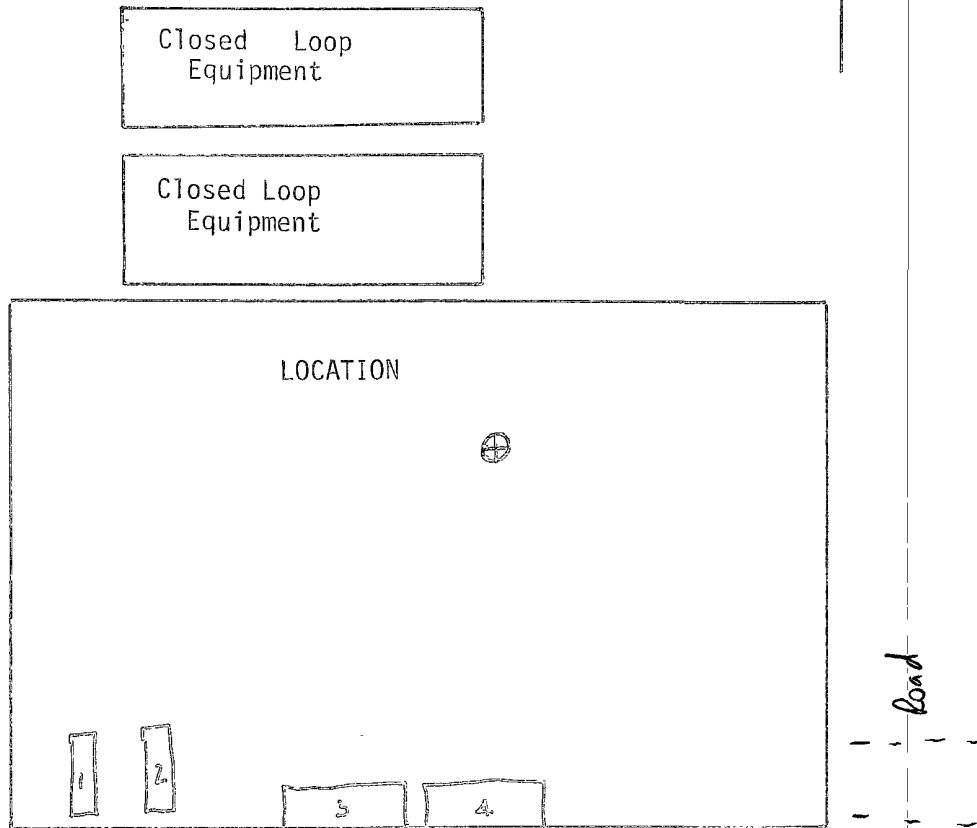 Closed Loop
Equipment
Closed Loop
Equipment
LOCATION
Road
1
2
3
4